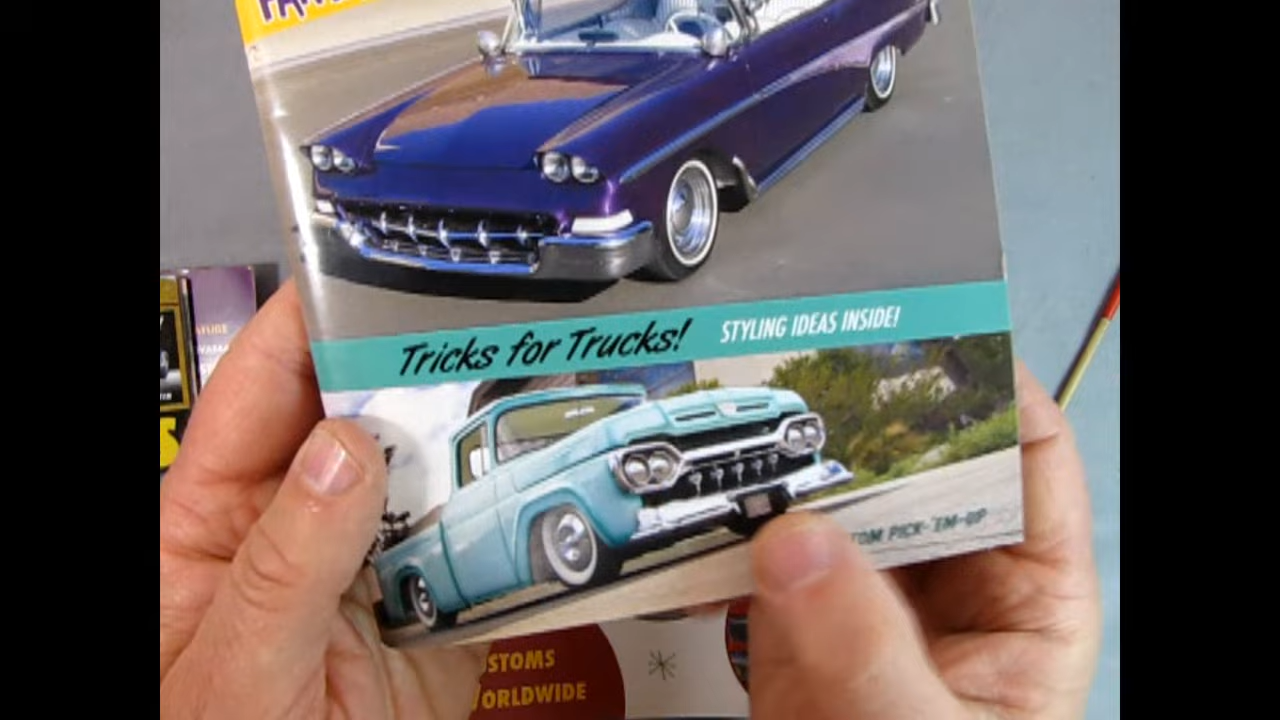 Tricks for Trucks! STYLING IDEAS INSIDE!
TOM PICK-'EM-UP
STOMS
WORLDWIDE